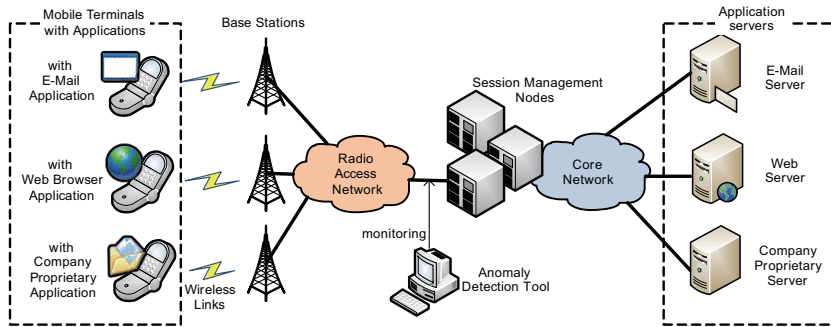 Mobile Terminals
with Applications
with
E-Mail
Application
with
Web Browser
Application
with
Company
Proprietary
Application
Wireless
Links
Base Stations
Radio
Access
Network
monitoring
Anomaly
Detection Tool
Session Management
Nodes
Core
Network
Application
servers
E-Mail
Server
Web
Server
Company
Proprietary
Server